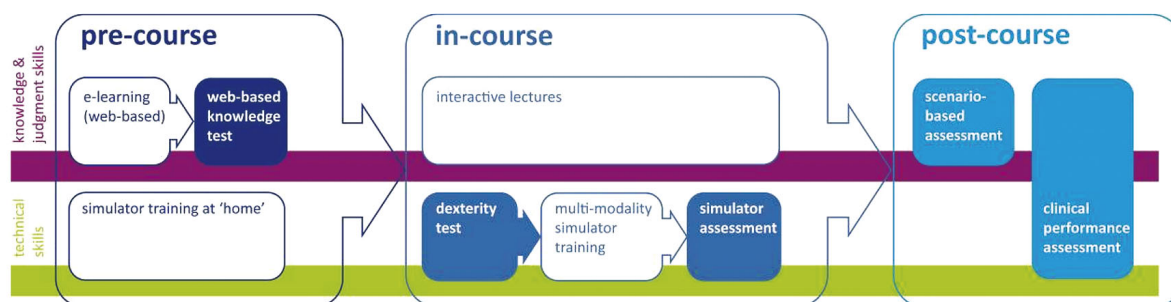 pre-course
in-course
post-course
knowledge &
judgment skills
e-learning
(web-based)
web-based
knowledge
test
interactive lectures
scenario-
based
assessment
technical
skills
simulator training at ‘home’
dexterity
test
multi-modality
simulator
training
simulator
assessment
clinical
performance
assessment